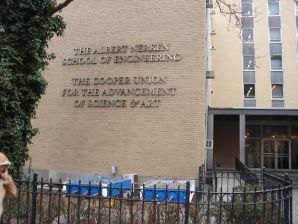 THE ALBERT NERKEN
SCHOOL OF ENGINEERING
THE COOPER UNION
FOR THE ADVANCEMENT
OF SCIENCE & ART